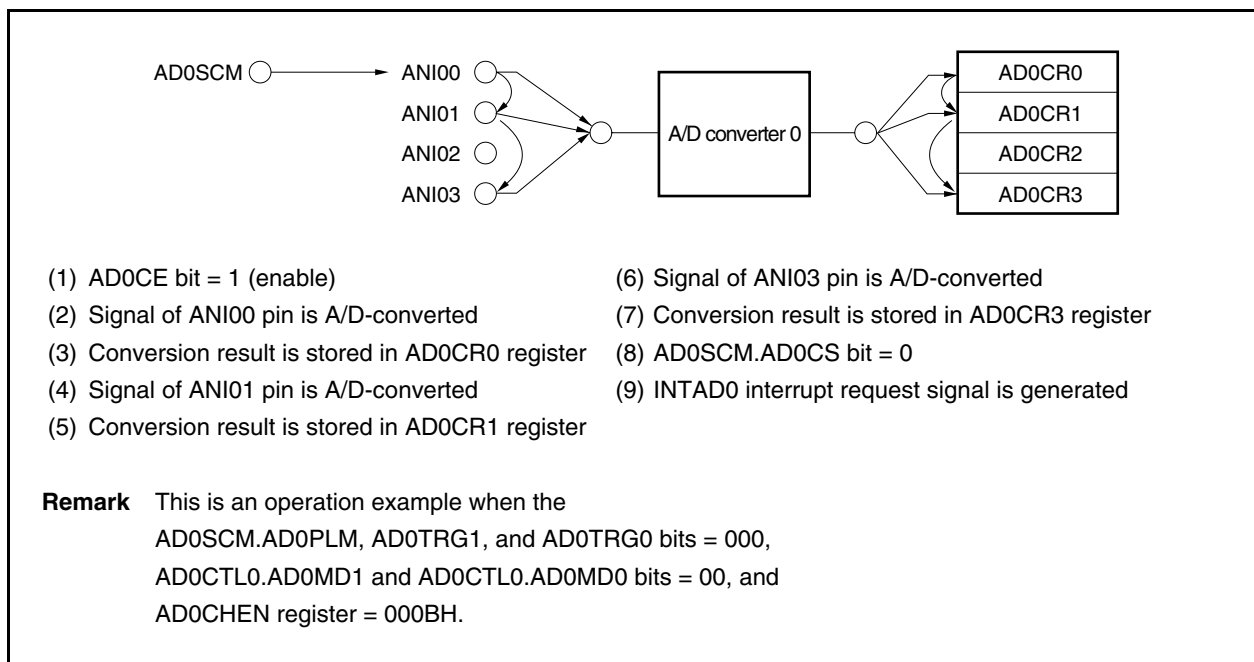 AD0SCM
ANI00
ANI01
ANI02
ANI03
A/D converter 0
AD0CR0
AD0CR1
AD0CR2
AD0CR3
(1) AD0CE bit = 1 (enable)
(2) Signal of ANI00 pin is A/D-converted
(3) Conversion result is stored in AD0CR0 register
(4) Signal of ANI01 pin is A/D-converted
(5) Conversion result is stored in AD0CR1 register
(6) Signal of ANI03 pin is A/D-converted
(7) Conversion result is stored in AD0CR3 register
(8) AD0SCM.AD0CS bit = 0
(9) INTAD0 interrupt request signal is generated
Remark This is an operation example when the
AD0SCM.AD0PLM, AD0TRG1, and AD0TRG0 bits = 000,
AD0CTL0.AD0MD1 and AD0CTL0.AD0MD0 bits = 00, and
AD0CHEN register = 000BH.